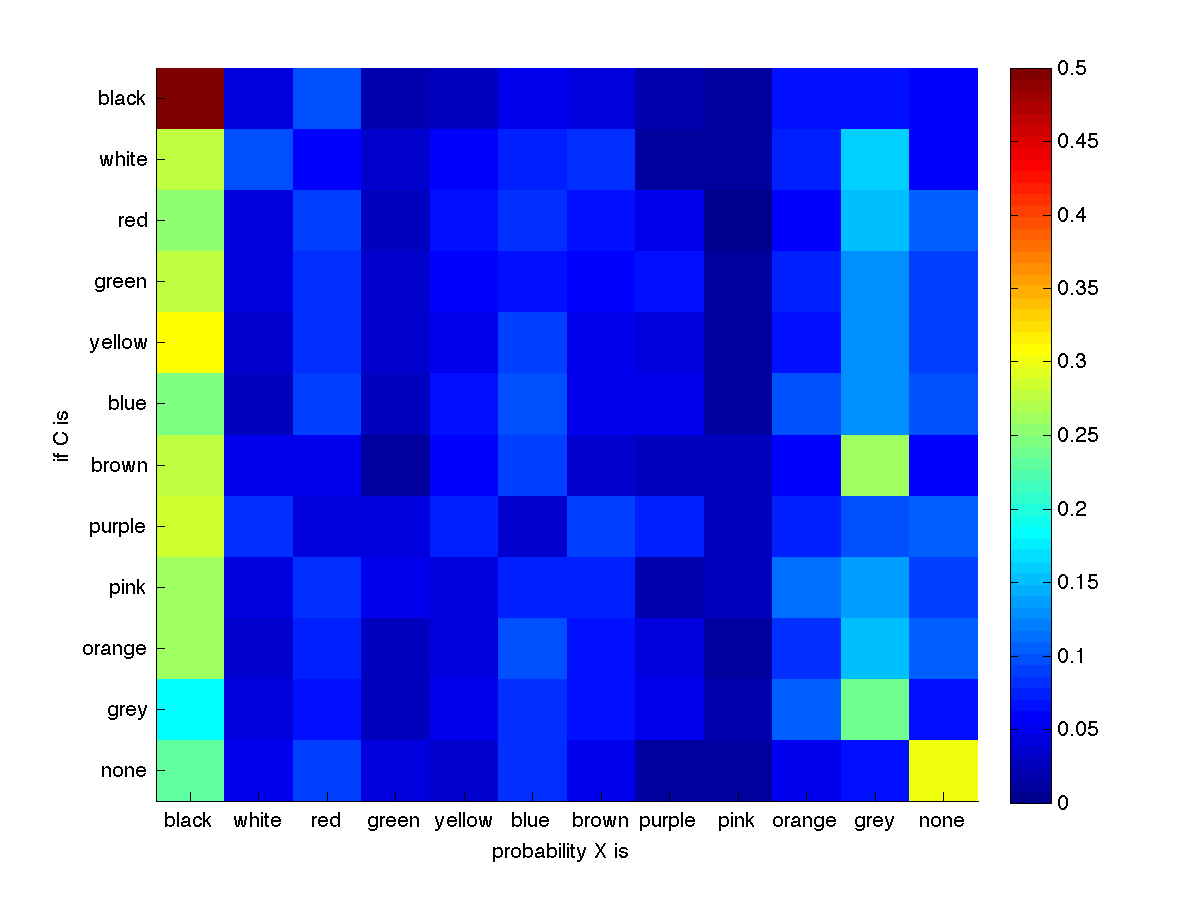 black
white
red
green
yellow
blue
brown
purple
pink
orange
grey
none
if C is
black white red green yellow blue brown purple pink orange grey none
probability X is
0.5
0.45
0.4
0.35
0.3
0.25
0.2
0.15
0.1
0.05
0